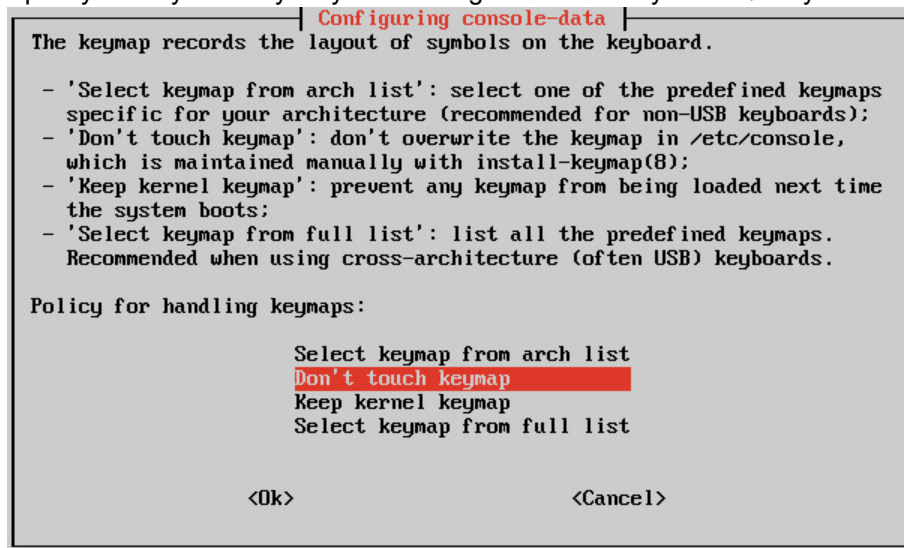 Configuring console-data
The keymap records the layout of symbols on the keyboard.
- 'Select keymap from arch list': select one of the predefined keymaps
specific for your architecture (recommended for non-USB keyboards);
- 'Don't touch keymap': don't overwrite the keymap in /etc/console,
which is maintained manually with install-keymap(8);
- 'Keep kernel keymap': prevent any keymap from being loaded next time
the system boots;
- 'Select keymap from full list': list all the predefined keymaps.
Recommended when using cross-architecture (often USB) keyboards.
Policy for handling keymaps:
Select keymap from arch list
Don't touch keymap
Keep kernel keymap
Select keymap from full list
<Ok> <Cancel>